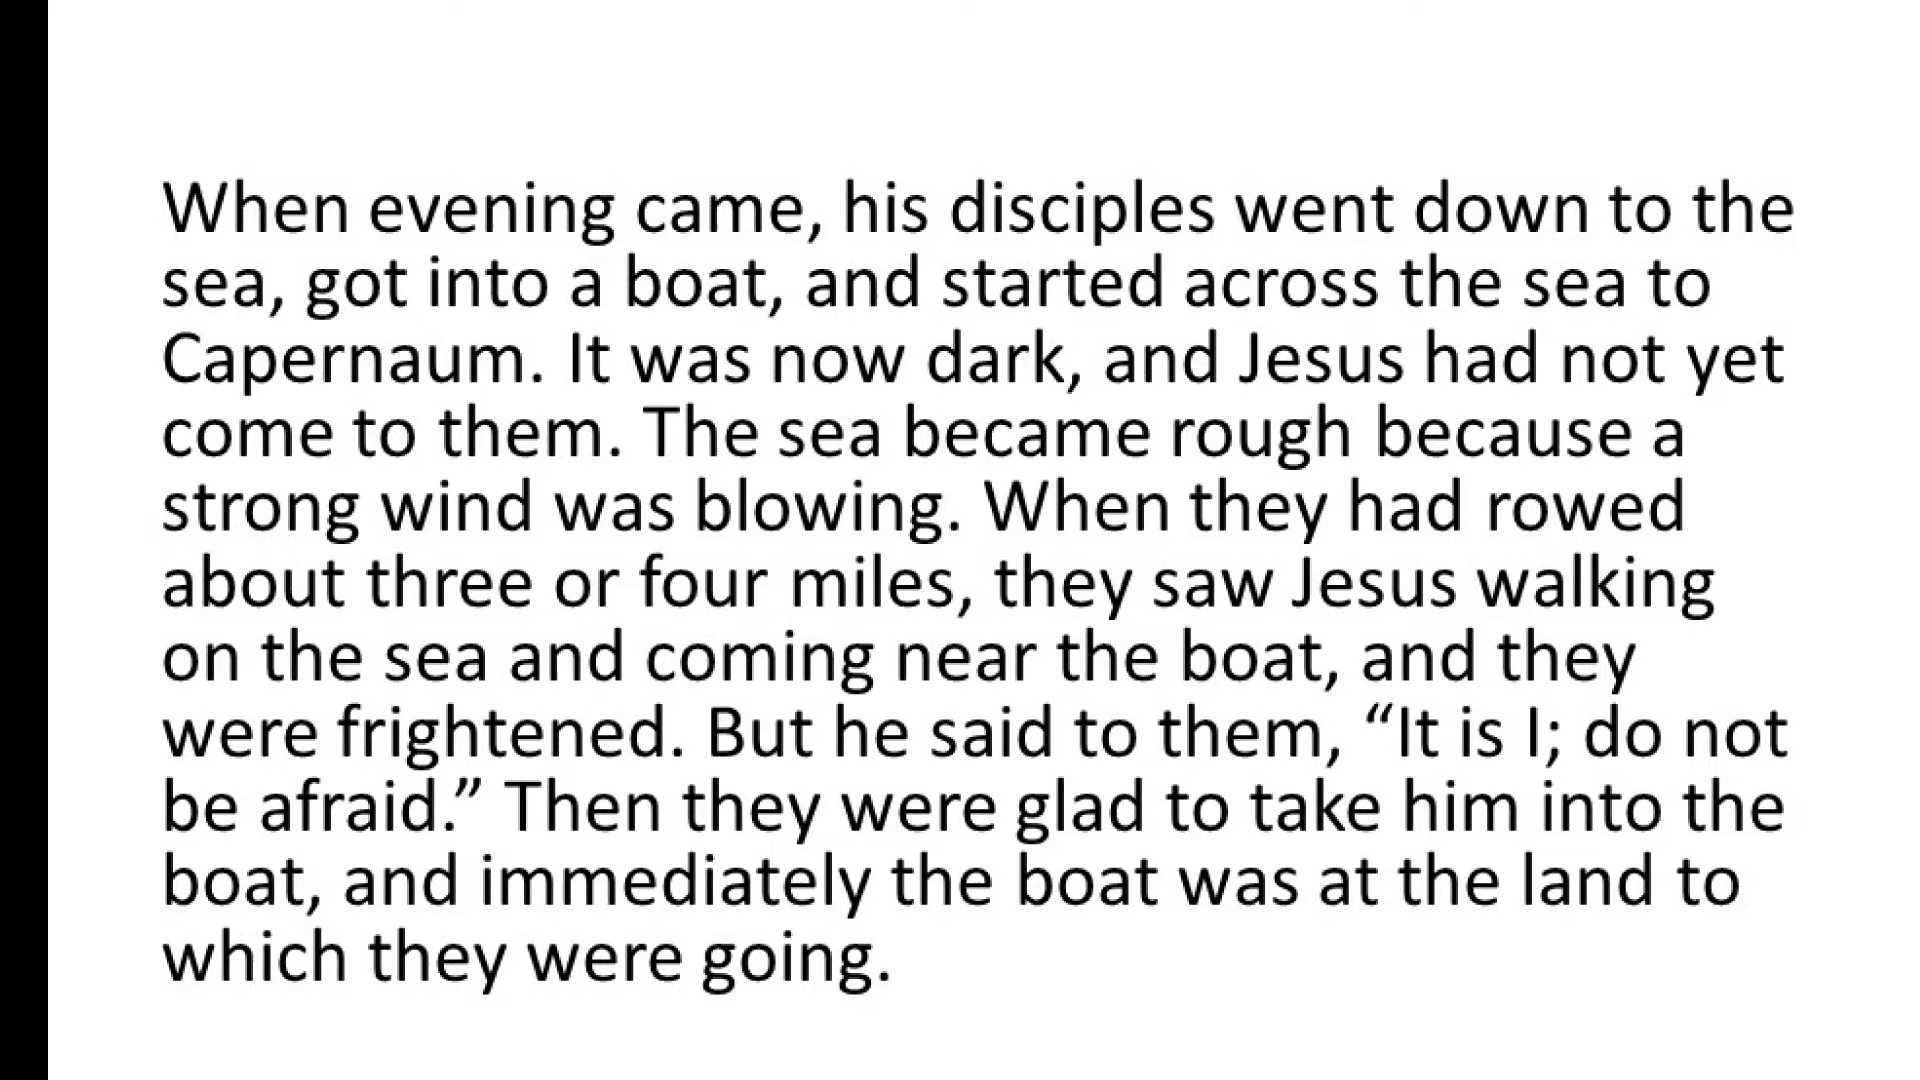 When evening came, his disciples went down to the
sea, got into a boat, and started across the sea to
Capernaum. It was now dark, and Jesus had not yet
come to them. The sea became rough because a
strong wind was blowing. When they had rowed
about three or four miles, they saw Jesus walking
on the sea and coming near the boat, and they
were frightened. But he said to them, “It is I; do not
be afraid.” Then they were glad to take him into the
boat, and immediately the boat was at the land to
which they were going.